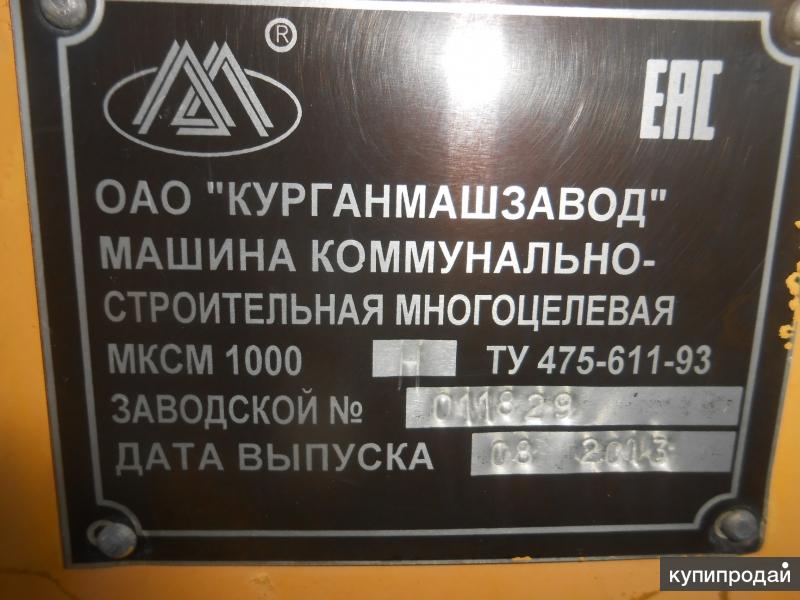 ®
EAC
ОАО "КУРГАНМАШЗАВОД"
МАШИНА КОММУНАЛЬНО-
СТРОИТЕЛЬНАЯ МНОГОЦЕЛЕВАЯ
МКСМ 1000 Н ТУ 475-611-93
ЗАВОДСКОЙ № 011829
ДАТА ВЫПУСКА 08 2013
купипродай